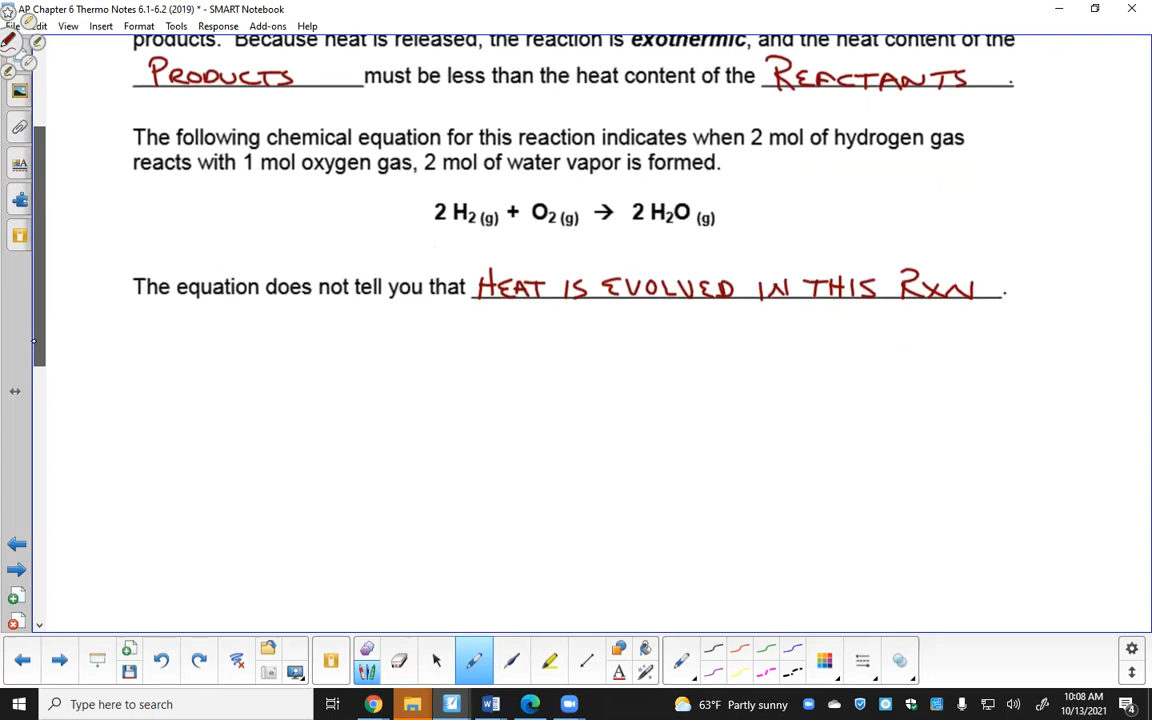 AP Chapter 6 Thermo Notes 6.1-6.2 (2019) * - SMART Notebook
File Edit View Insert Format Tools Response Add-ons Help
products. Because heat is released, the reaction is exothermic, and the heat content of the
PRODUCTS must be less than the heat content of the REACTANTS.
The following chemical equation for this reaction indicates when 2 mol of hydrogen gas
reacts with 1 mol oxygen gas, 2 mol of water vapor is formed.
2 H₂ (g) + O₂ (g) → 2 H₂O (g)
The equation does not tell you that HEAT IS EVOLVED IN THIS RXN.
Type here to search
63°F Partly sunny
10:08 AM
10/13/2021
4